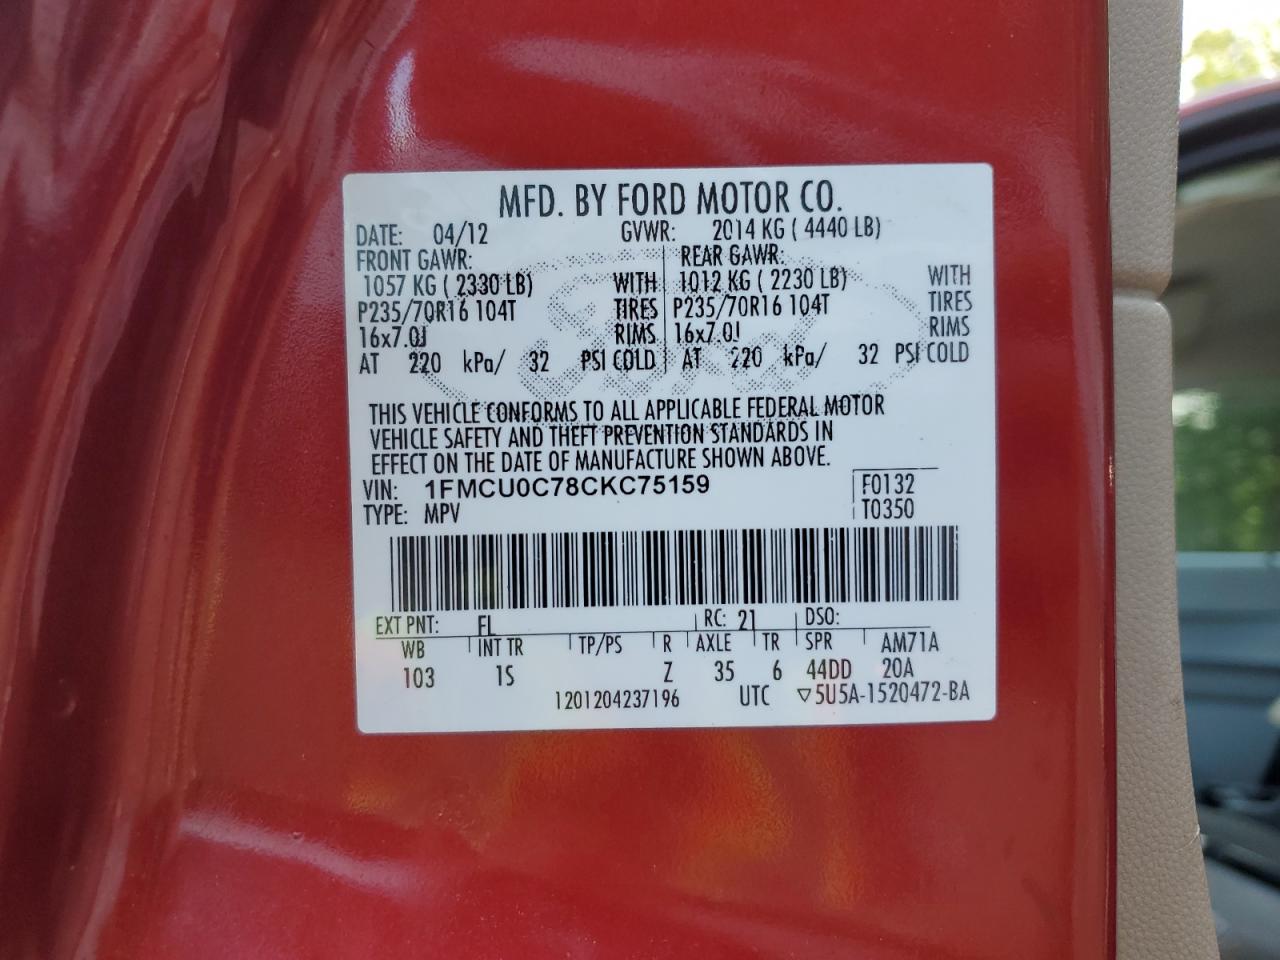 MFD. BY FORD MOTOR CO.
DATE: 04/12 GVWR: 2014 KG ( 4440 LB)
FRONT GAWR: REAR GAWR:
1057 KG ( 2330 LB) WITH 1012 KG ( 2230 LB) WITH
P235/70R16 104T TIRES P235/70R16 104T TIRES
16x7.0J RIMS 16x7.0J RIMS
AT 220 kPa/ 32 PSI COLD AT 220 kPa/ 32 PSI COLD
THIS VEHICLE CONFORMS TO ALL APPLICABLE FEDERAL MOTOR
VEHICLE SAFETY AND THEFT PREVENTION STANDARDS IN
EFFECT ON THE DATE OF MANUFACTURE SHOWN ABOVE.
VIN: 1FMCU0C78CKC75159 F0132
TYPE: MPV T0350
EXT PNT: FL RC: 21 DSO:
WB INT TR TP/PS R AXLE TR SPR AM71A
103 1S Z 35 6 44DD 20A
1201204237196 UTC ▽5U5A-1520472-BA